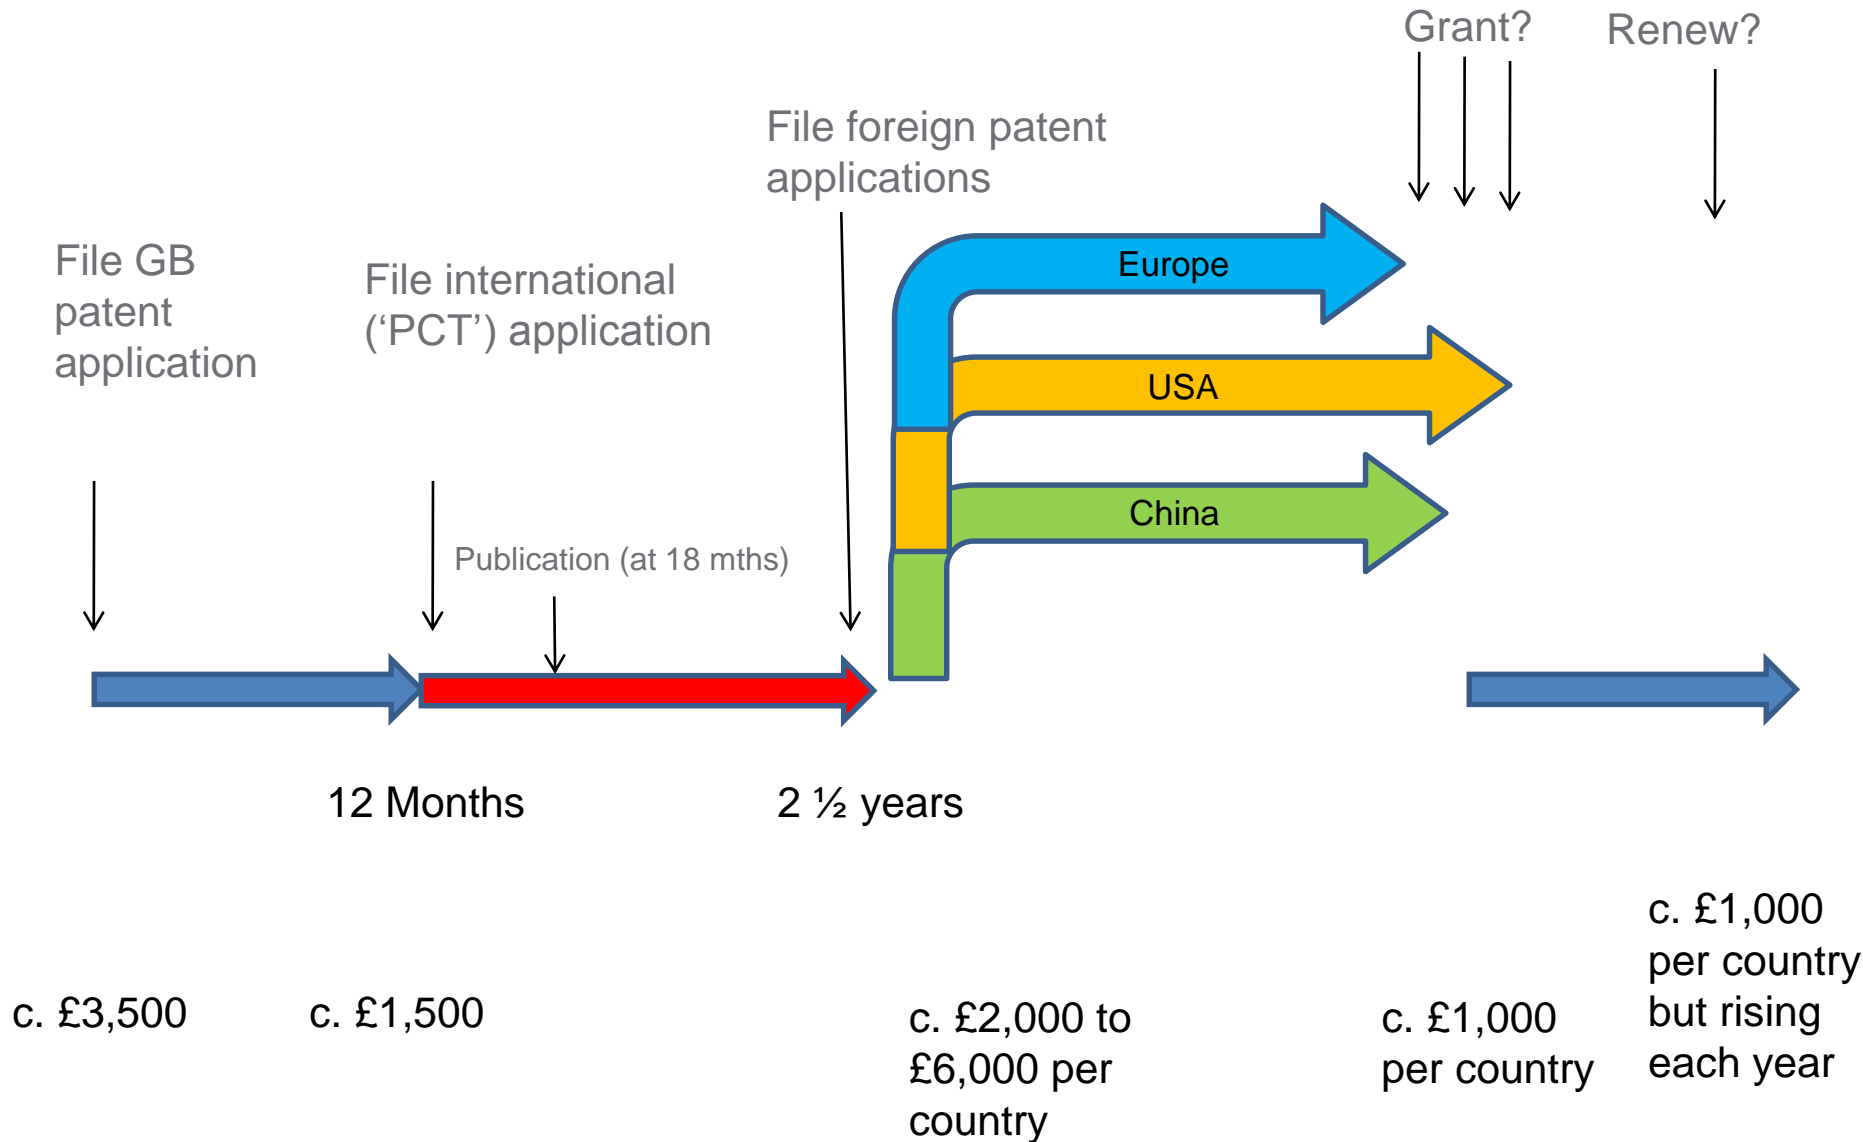 Grant?
Renew?
File foreign patent
applications
File GB
patent
application
File international
(‘PCT’) application
Europe
USA
China
Publication (at 18 mths)
12 Months
2 ½ years
c. £3,500
c. £1,500
c. £2,000 to
£6,000 per
country
c. £1,000
per country
c. £1,000
per country
but rising
each year